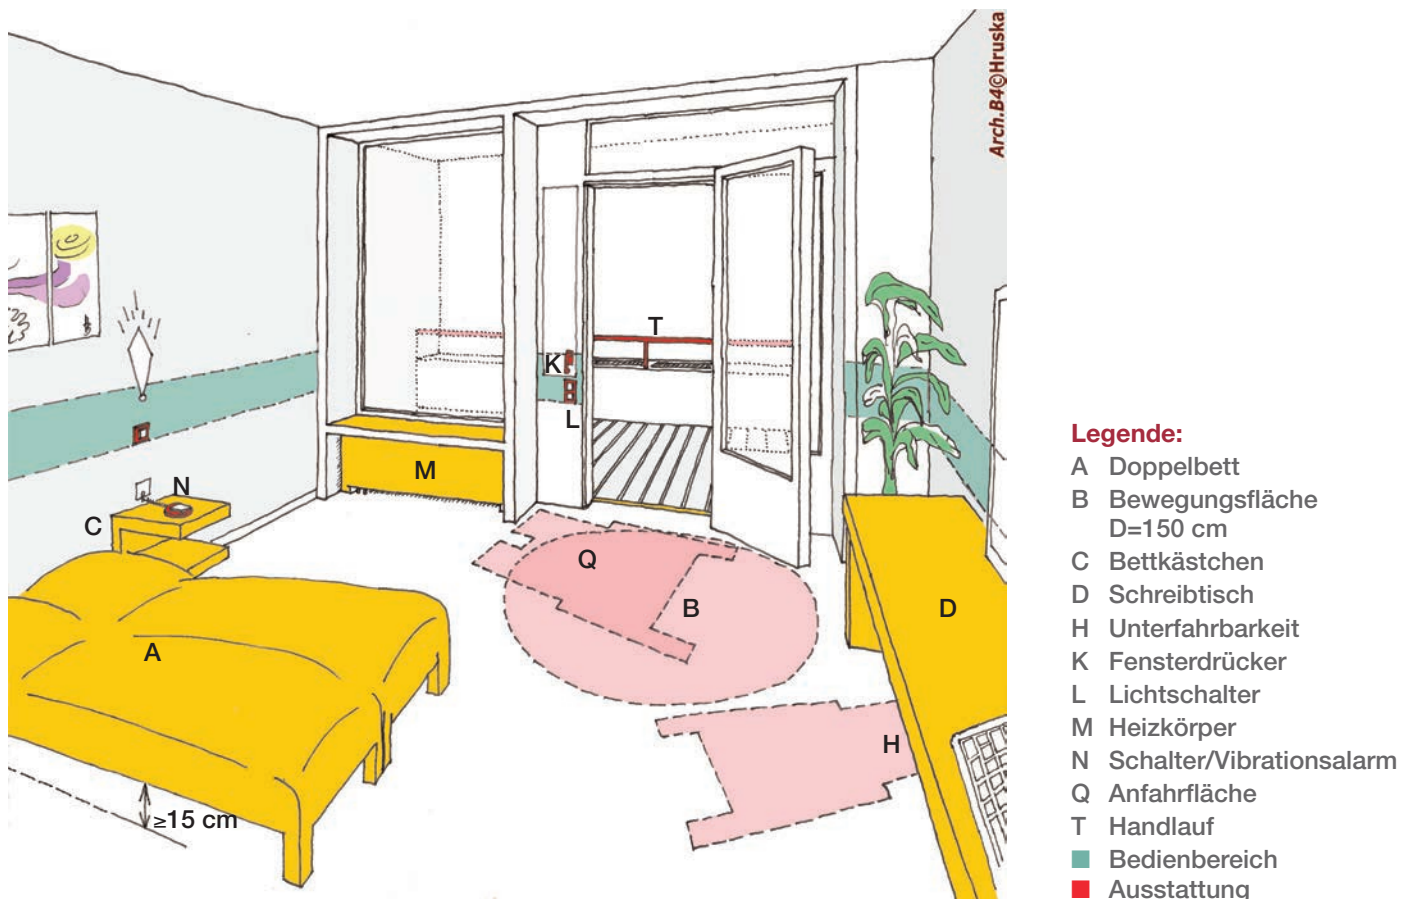 Arch.B4©Hruska
T
K
L
M
N
C
Q
B
D
A
H
≥15 cm
Legende:
A Doppelbett
B Bewegungsfläche
D=150 cm
C Bettkästchen
D Schreibtisch
H Unterfahrbarkeit
K Fensterdrücker
L Lichtschalter
M Heizkörper
N Schalter/Vibrationsalarm
Q Anfahrfläche
T Handlauf
Bedienbereich
Ausstattung